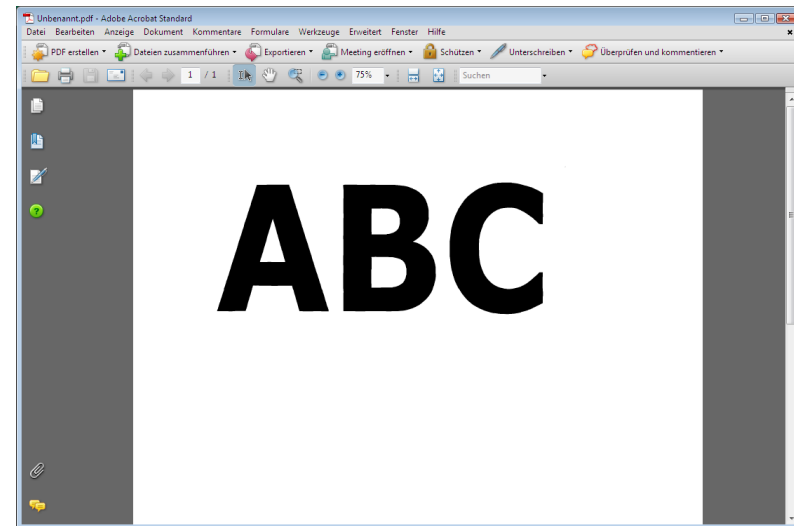 Unbenannt.pdf - Adobe Acrobat Standard
Datei Bearbeiten Anzeige Dokument Kommentare Formulare Werkzeuge Erweitert Fenster Hilfe
PDF erstellen Dateien zusammenführen Exportieren Meeting eröffnen Schützen Unterschreiben Überprüfen und kommentieren
1 / 1 75% Suchen
ABC